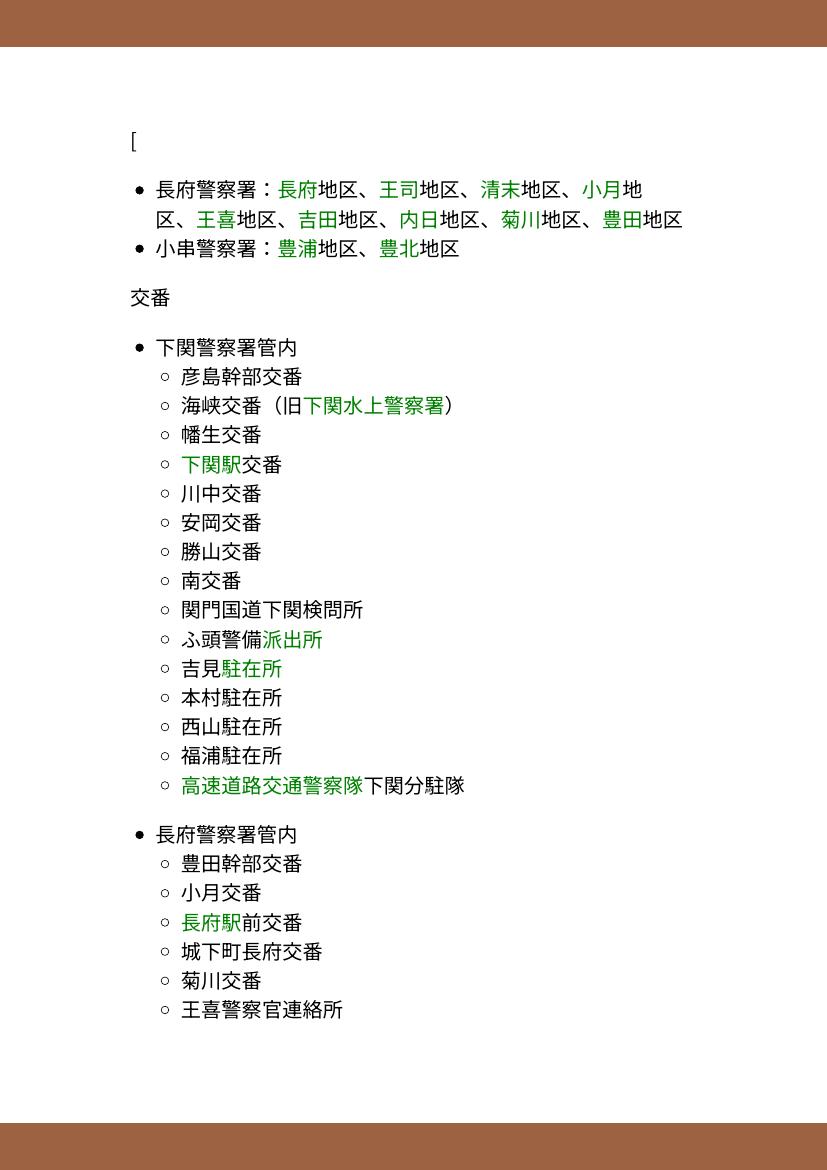 [
• 長府警察署：長府地区、王司地区、清末地区、小月地
区、王喜地区、吉田地区、内日地区、菊川地区、豊田地区
• 小串警察署：豊浦地区、豊北地区
交番
• 下関警察署管内
○ 彦島幹部交番
○ 海峡交番（旧下関水上警察署）
○ 幡生交番
○ 下関駅交番
○ 川中交番
○ 安岡交番
○ 勝山交番
○ 南交番
○ 関門国道下関検問所
○ ふ頭警備派出所
○ 吉見駐在所
○ 本村駐在所
○ 西山駐在所
○ 福浦駐在所
○ 高速道路交通警察隊下関分駐隊
• 長府警察署管内
○ 豊田幹部交番
○ 小月交番
○ 長府駅前交番
○ 城下町長府交番
○ 菊川交番
○ 王喜警察官連絡所